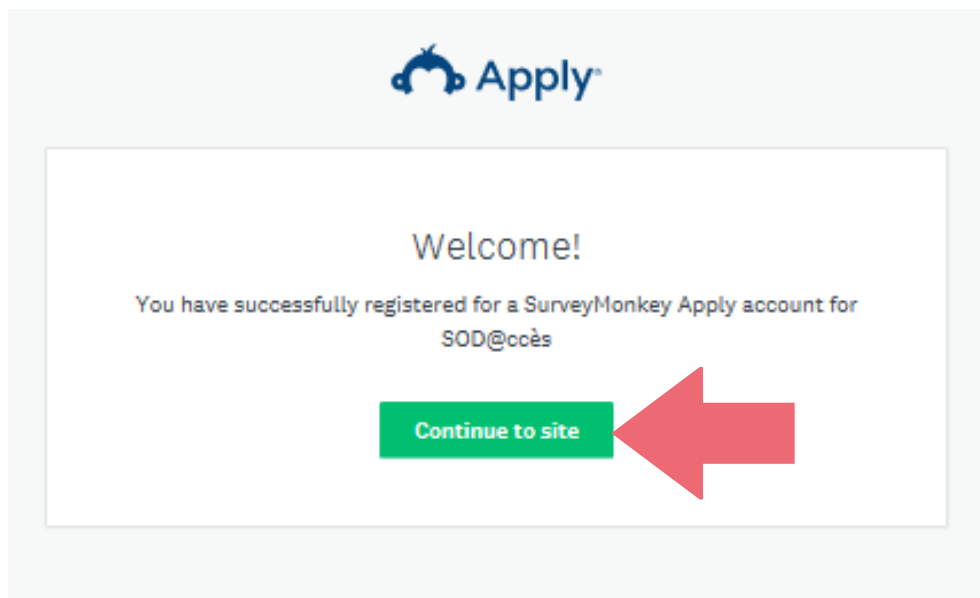 Apply
Welcome!
You have successfully registered for a SurveyMonkey Apply account for
SOD@ccès
Continue to site